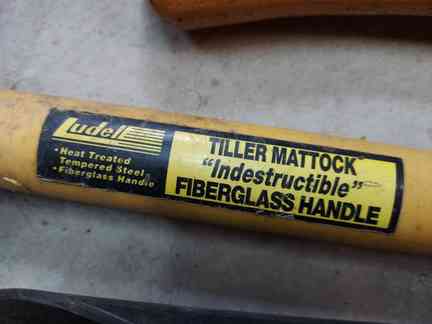 Ludell
• Heat Treated
Tempered Steel
• Fiberglass Handle
TILLER MATTOCK
"Indestructible"
FIBERGLASS HANDLE